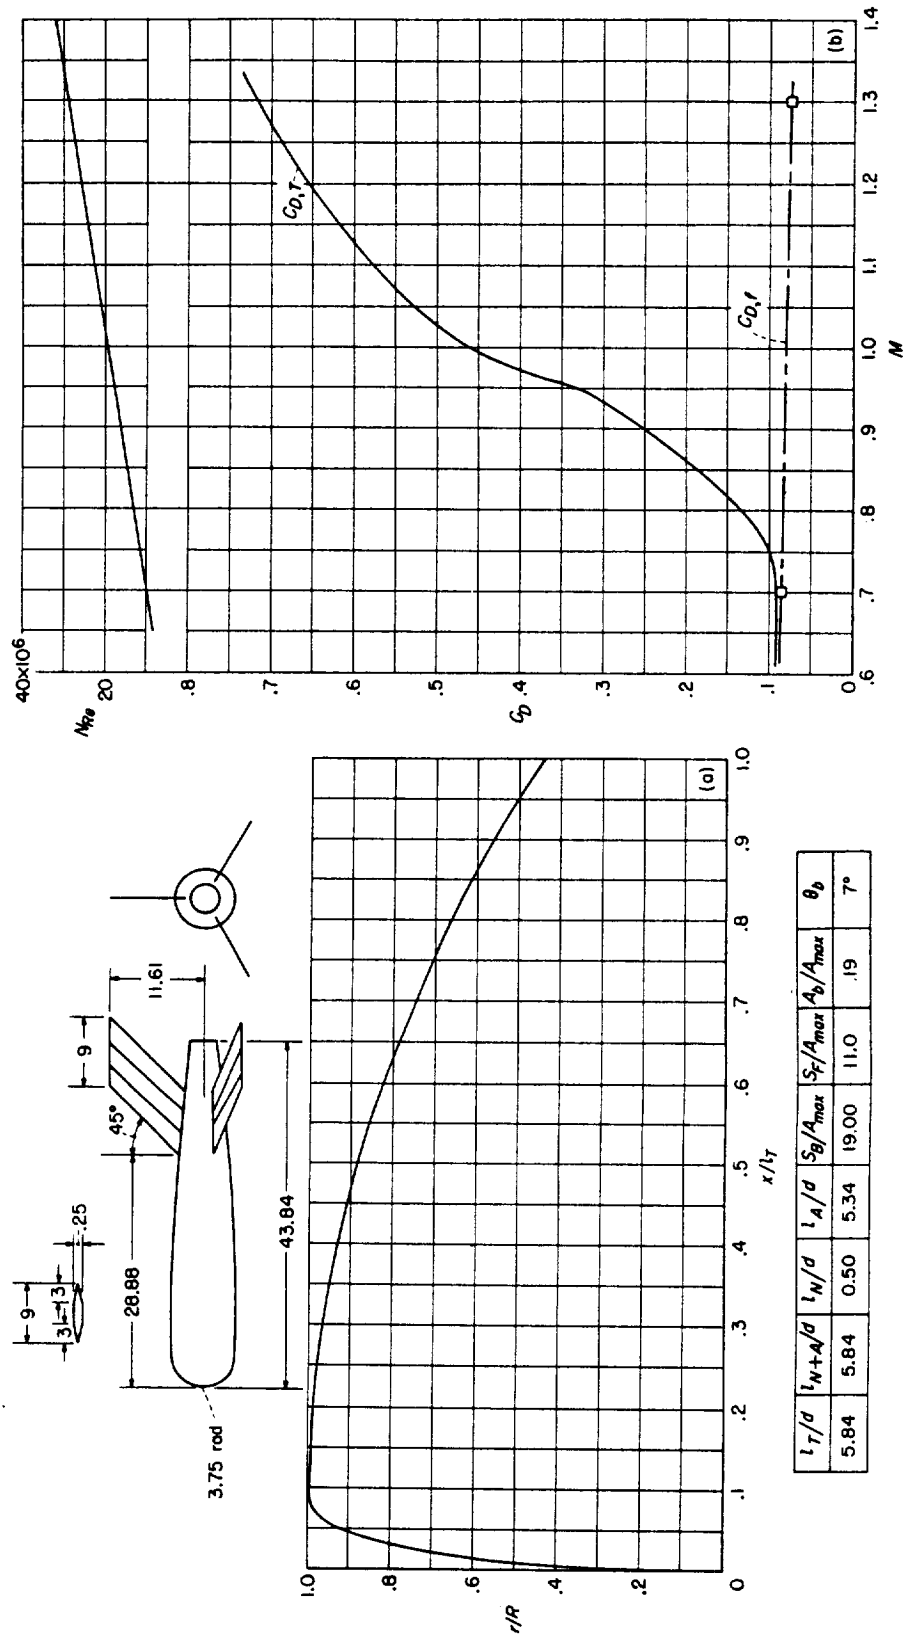 9
3
3
.25
28.88
45°
9
11.61
3.75 rad
43.84
r/R
1.0
.8
.6
.4
.2
0
.1
.2
.3
.4
.5
.6
.7
.8
.9
1.0
x/l_T
(a)
l_T/d l_N+A/d l_N/d l_A/d S_B/A_max S_F/A_max A_b/A_max θ_b
5.84 5.84 0.50 5.34 19.00 11.0 .19 7°
40×10⁶
N_Re 20
.8
.7
.6
.5
C_D .4
.3
.2
.1
0
C_D,T
C_D,f
.6 .7 .8 .9 1.0 1.1 1.2 1.3 1.4
M
(b)